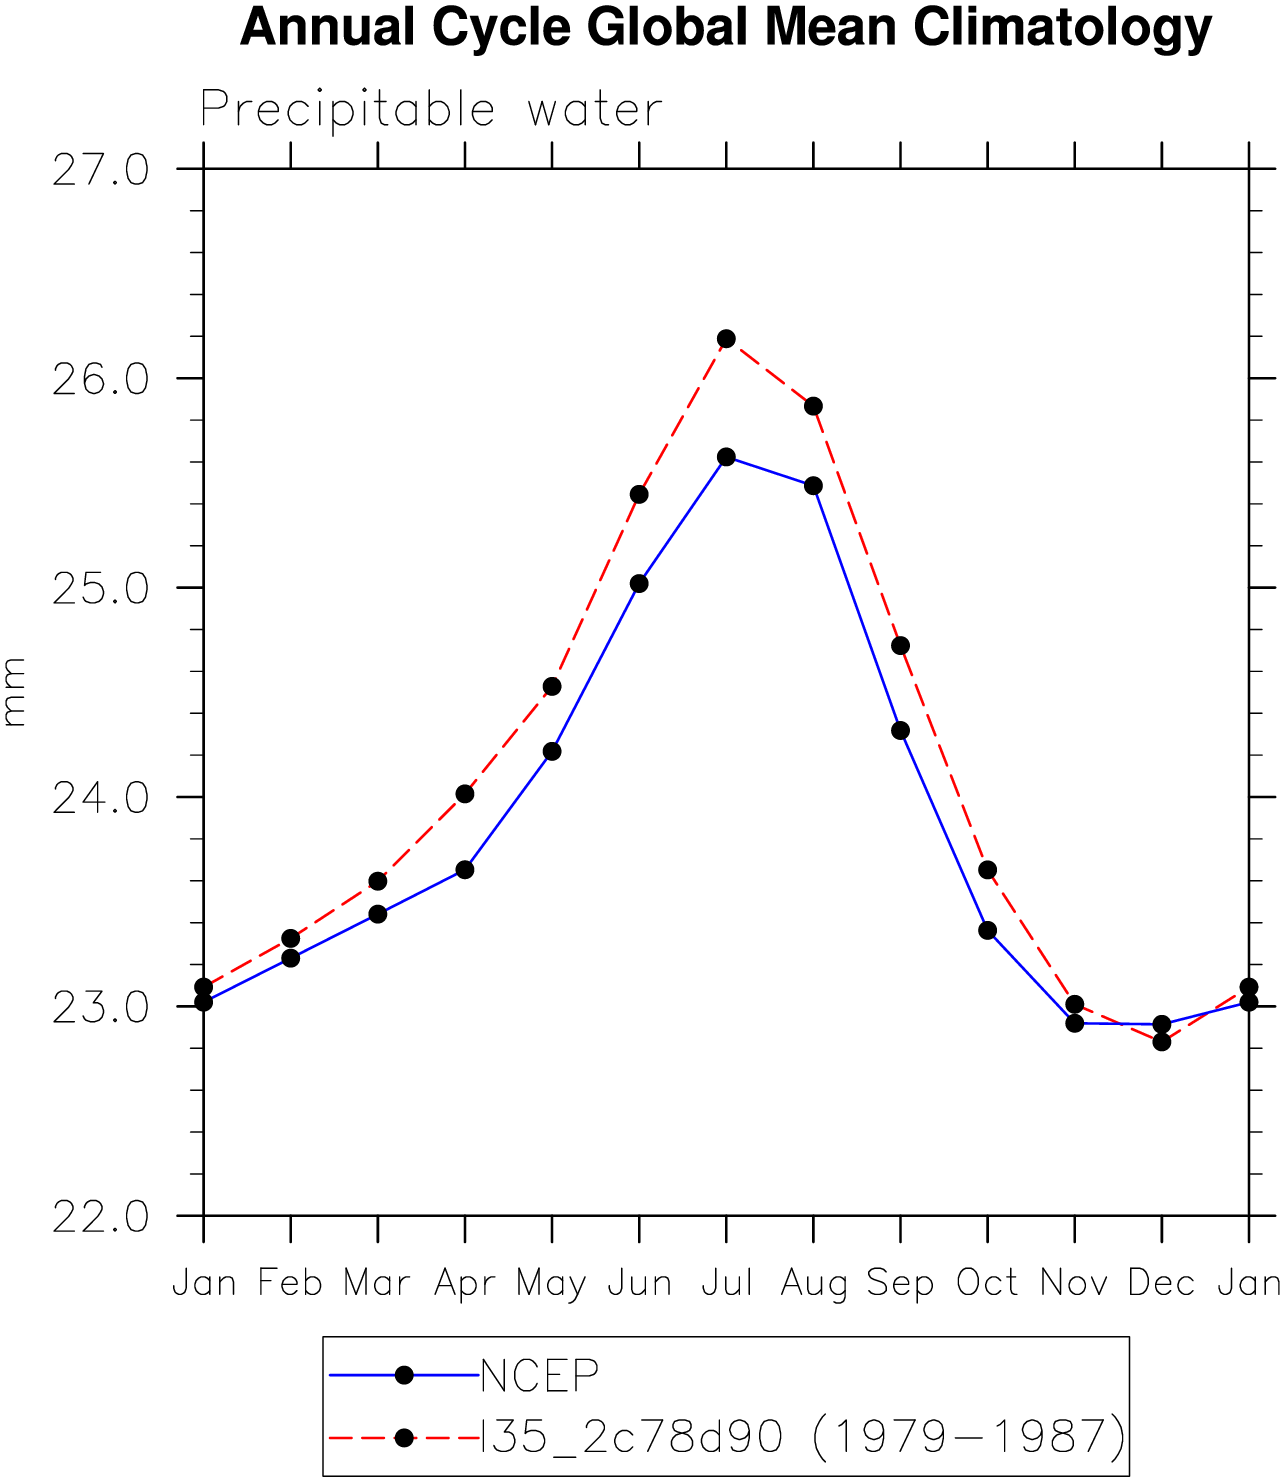 Annual Cycle Global Mean Climatology
Precipitable water
27.0
26.0
25.0
24.0
23.0
22.0
mm
Jan Feb Mar Apr May Jun Jul Aug Sep Oct Nov Dec Jan
NCEP
I35_2c78d90 (1979-1987)